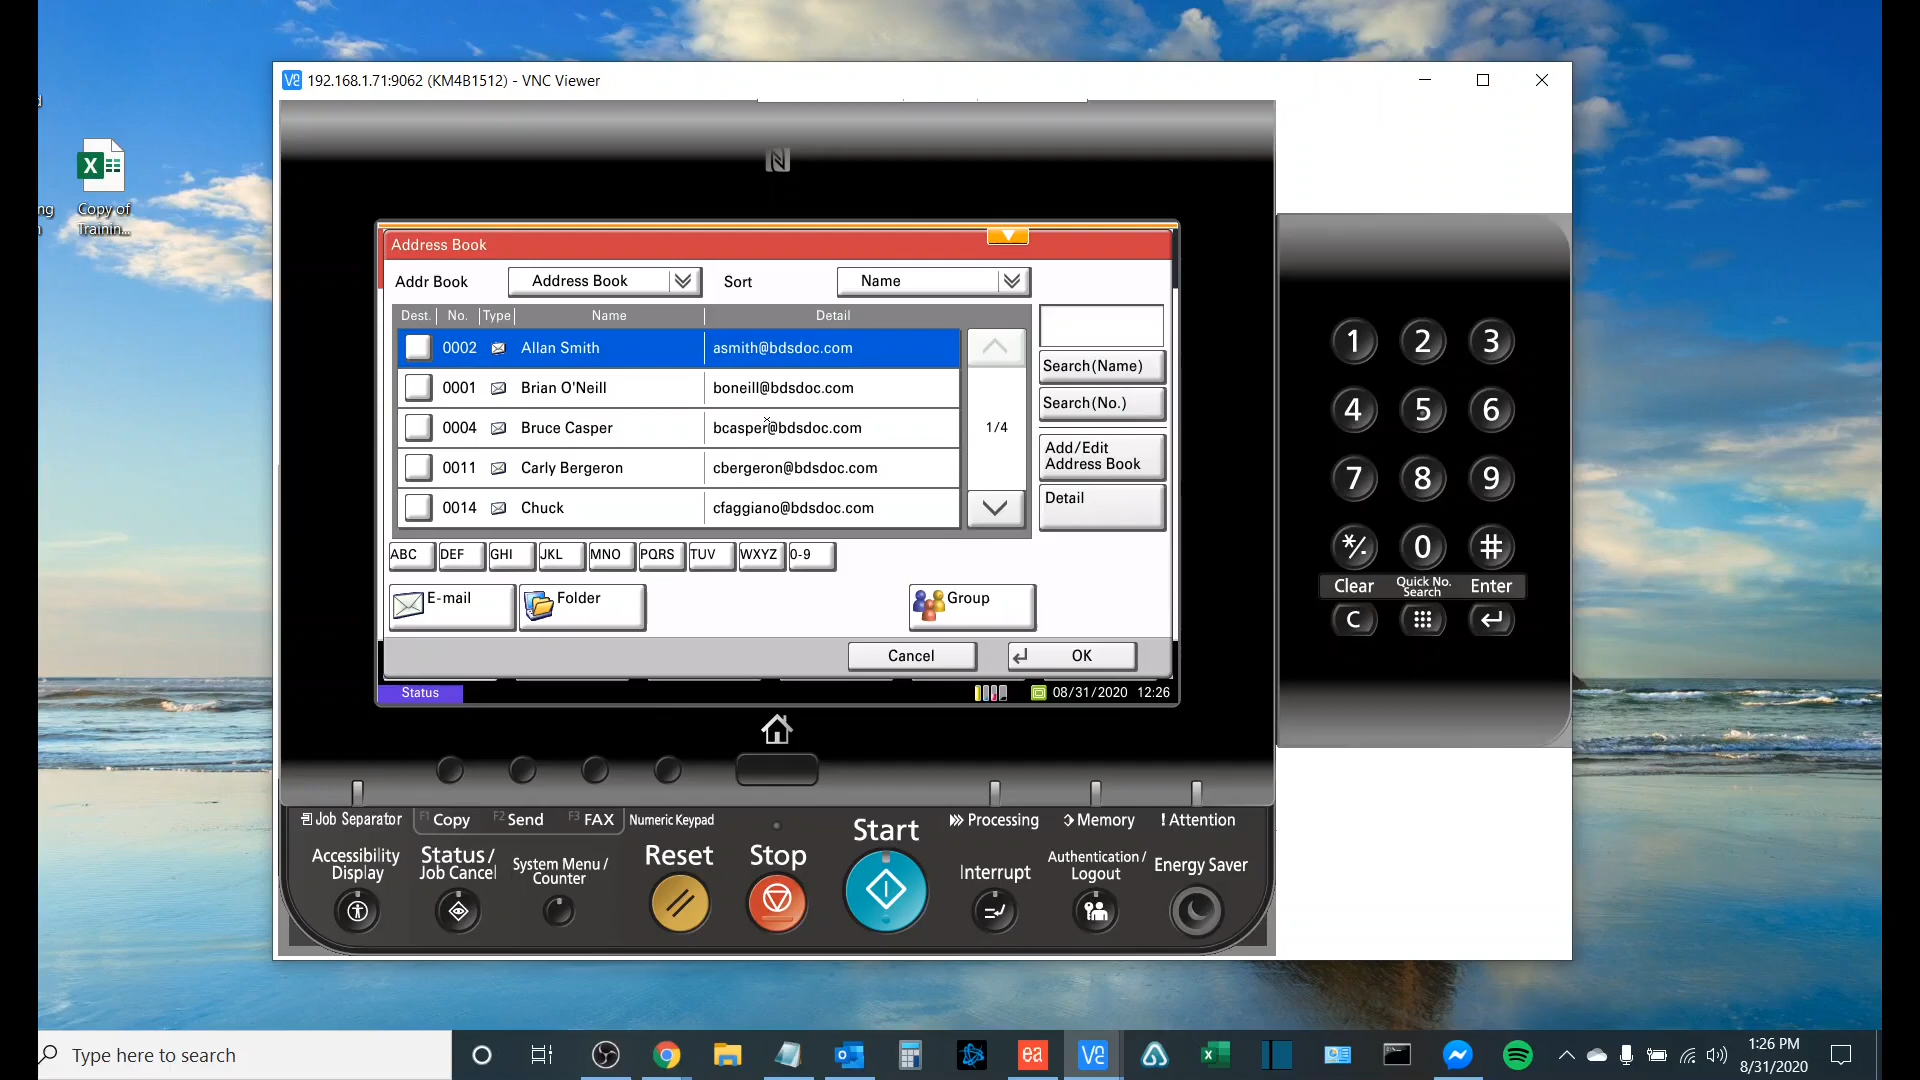 192.168.1.71:9062 (KM4B1512) - VNC Viewer
Copy of
Trainin...
ng
Address Book
Addr Book Address Book Sort Name
Dest. No. Type Name Detail
0002 Allan Smith asmith@bdsdoc.com
0001 Brian O'Neill boneill@bdsdoc.com
0004 Bruce Casper bcasper@bdsdoc.com
0011 Carly Bergeron cbergeron@bdsdoc.com
0014 Chuck cfaggiano@bdsdoc.com
1/4
Search(Name)
Search(No.)
Add/Edit
Address Book
Detail
ABC DEF GHI JKL MNO PQRS TUV WXYZ 0-9
E-mail Folder Group
Cancel OK
Status 08/31/2020 12:26
1 2 3
4 5 6
7 8 9
*/. 0 #
Clear Quick No. Search Enter
C
Job Separator F1 Copy F2 Send F3 FAX Numeric Keypad Start Processing Memory Attention
Accessibility Display Status/ Job Cancel System Menu/ Counter Reset Stop Interrupt Authentication/ Logout Energy Saver
Type here to search
ea
1:26 PM
8/31/2020